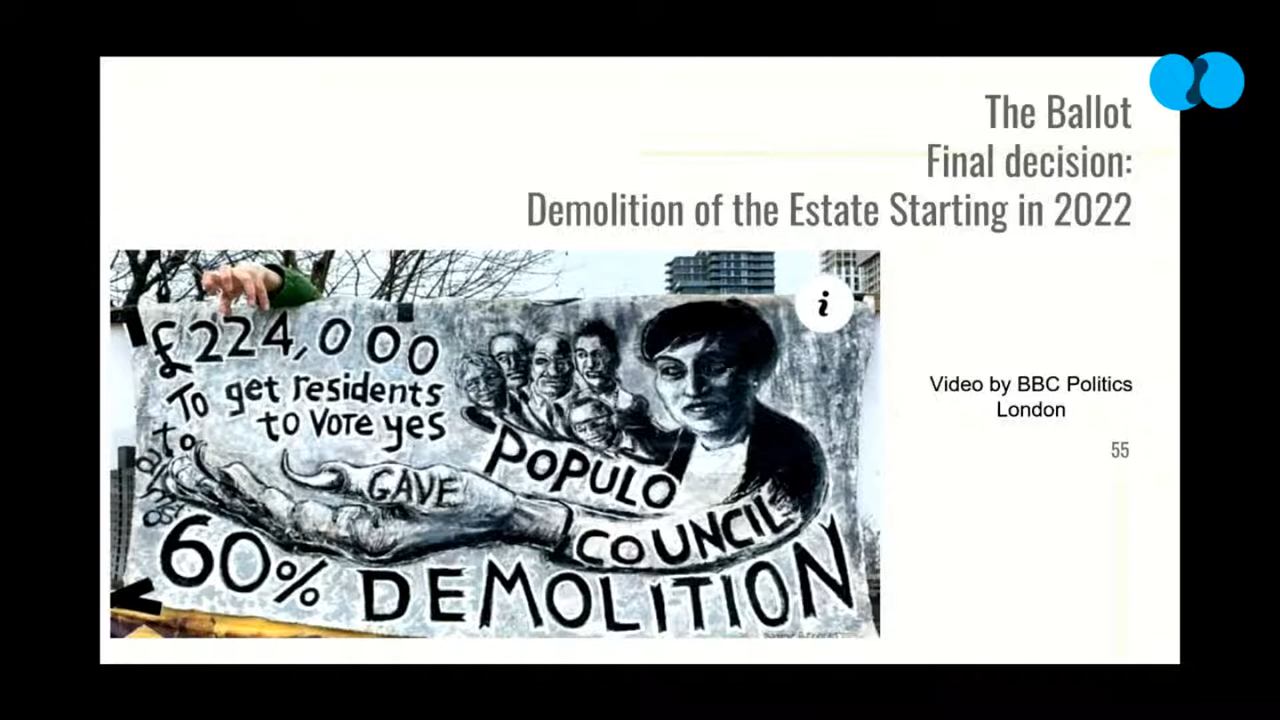 The Ballot
Final decision:
Demolition of the Estate Starting in 2022
£224,000
To get residents
to Vote yes
to
GAVE
POPULO
COUNCIL
60% DEMOLITION
i
Video by BBC Politics
London
55